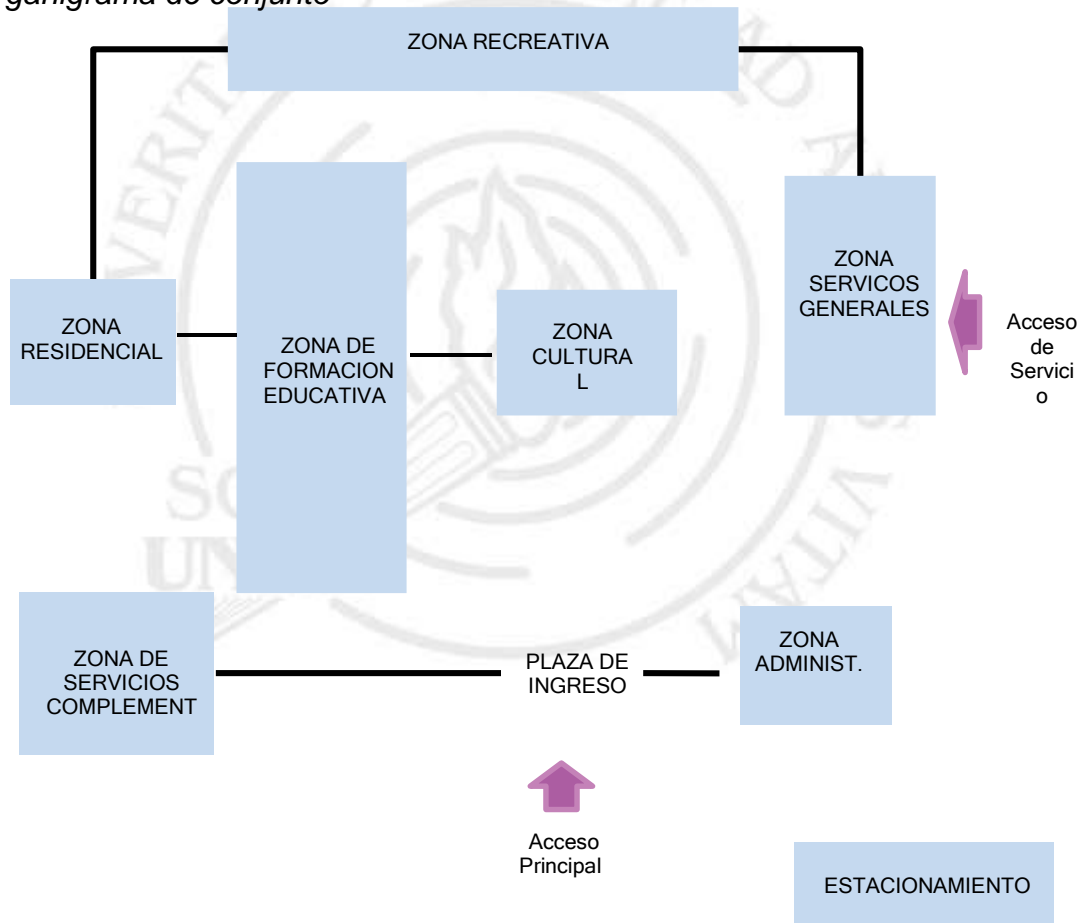 ganigrama de conjunto
ZONA RECREATIVA
ZONA
SERVICOS
GENERALES
Acceso
de
Servici
o
ZONA
RESIDENCIAL
ZONA DE
FORMACION
EDUCATIVA
ZONA
CULTURA
L
ZONA DE
SERVICIOS
COMPLEMENT
PLAZA DE
INGRESO
ZONA
ADMINIST.
Acceso
Principal
ESTACIONAMIENTO
VITAM